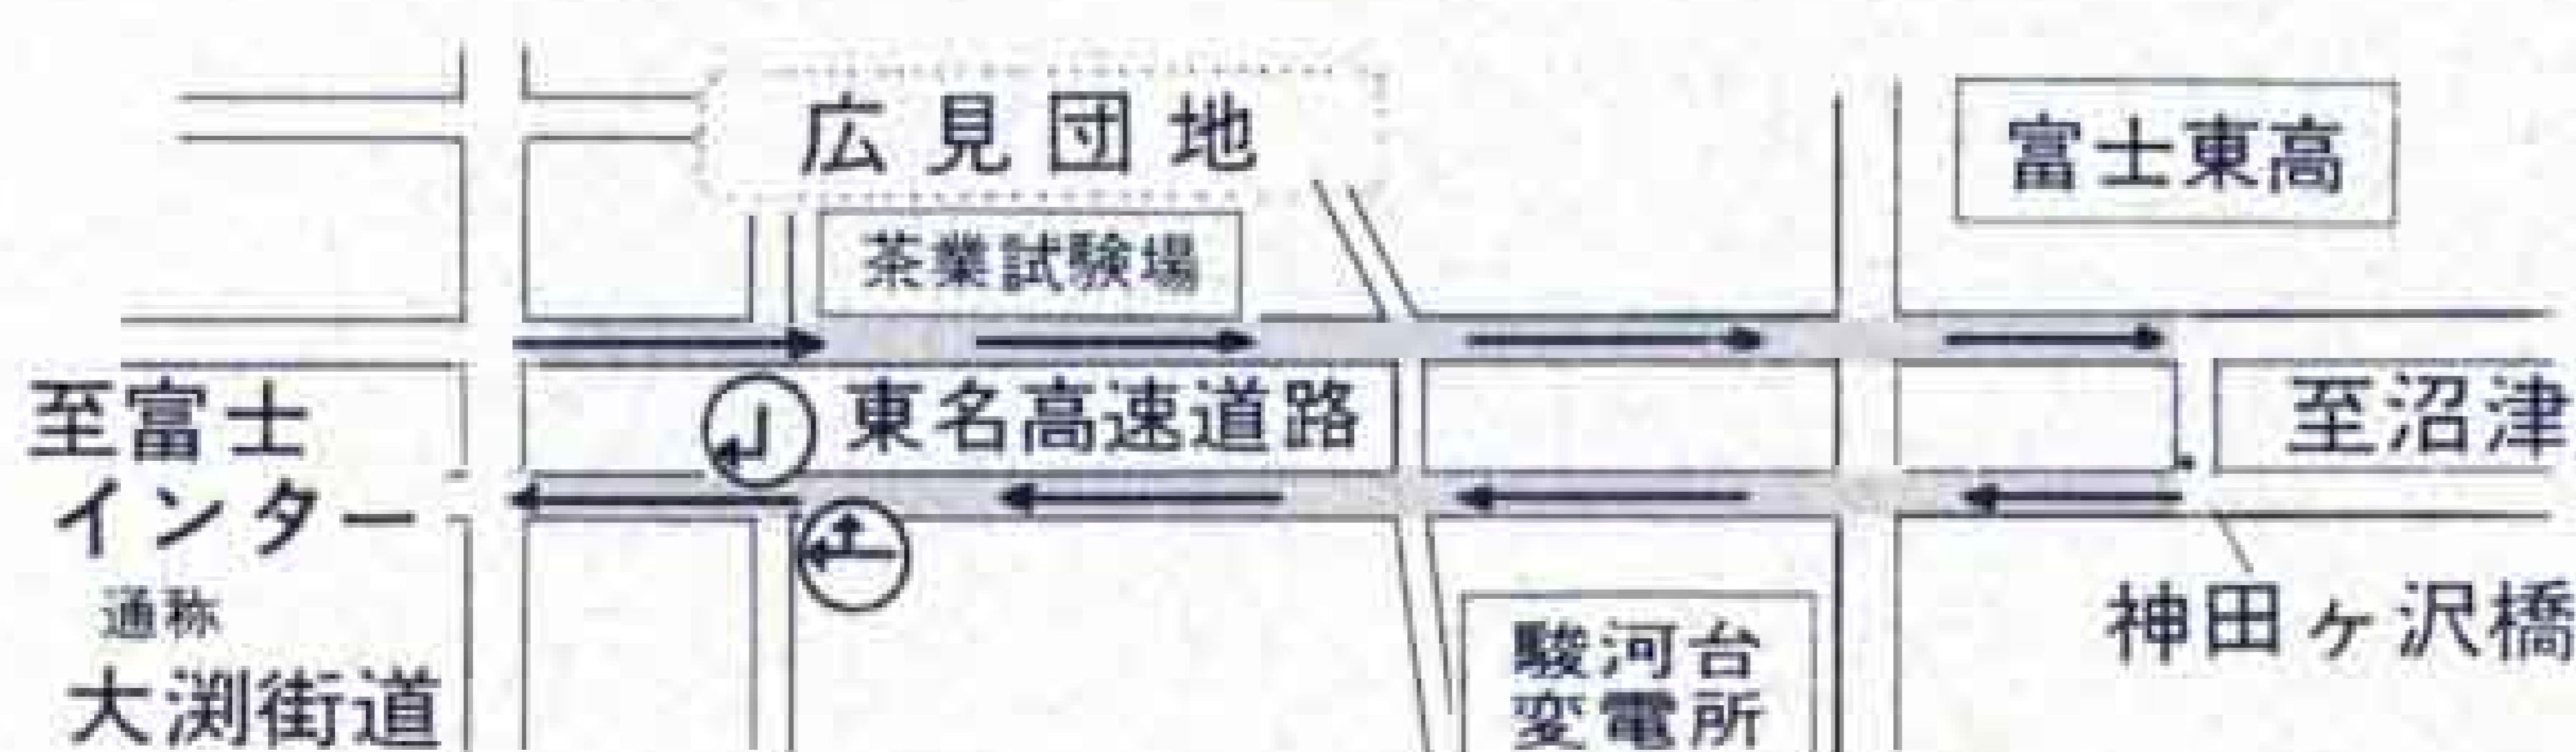 広見団地
富士東高
茶業試験場
東名高速道路
至富士
インター
至沼津
通称
大渕街道
駿河台
変電所
神田ヶ沢橋